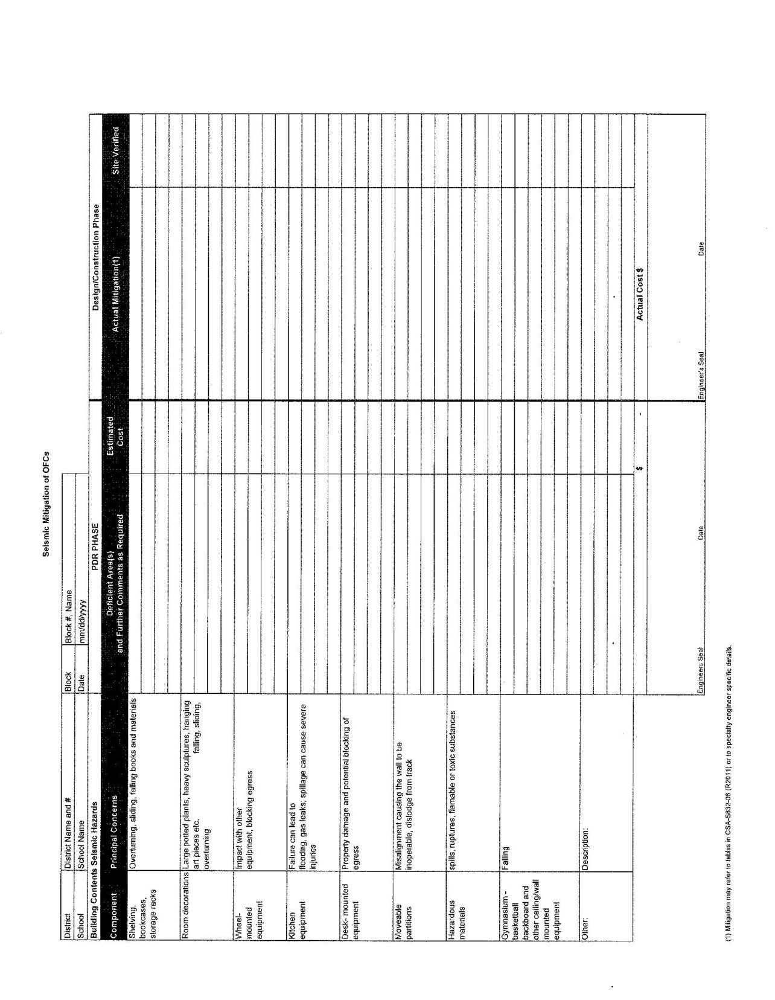 Seismic Mitigation of OFCs
District District Name and # Block Block #, Name
School School Name Date mm/dd/yyyy
Building Contents Seismic Hazards PDR PHASE Design/Construction Phase
Component Principal Concerns Deficient Area(s) and Further Comments as Required Estimated Cost Actual Mitigation(1) Site Verified
Shelving, Overturning, sliding, falling books and materials
bookcases,
storage racks
Room decorations Large potted plants, heavy sculptures, hanging
art pieces etc. falling, sliding,
overturning
Wheel- Impact with other
mounted equipment, blocking egress
equipment
Kitchen Failure can lead to
equipment flooding, gas leaks; spillage can cause severe
injuries
Desk- mounted Property damage and potential blocking of
equipment egress
Moveable Misalignment causing the wall to be
partitions inoperable, dislodge from track
Hazardous spills, ruptures, flamable or toxic substances
materials
Gymnasium - Falling
basketball
backboard and
other ceiling/wall
mounted
equipment
Other: Description:
$ - Actual Cost $
Engineers Seal Date Engineer's Seal Date
(1) Mitigation may refer to tables in CSA-S832-06 (R2011) or to specialty engineer specific details.